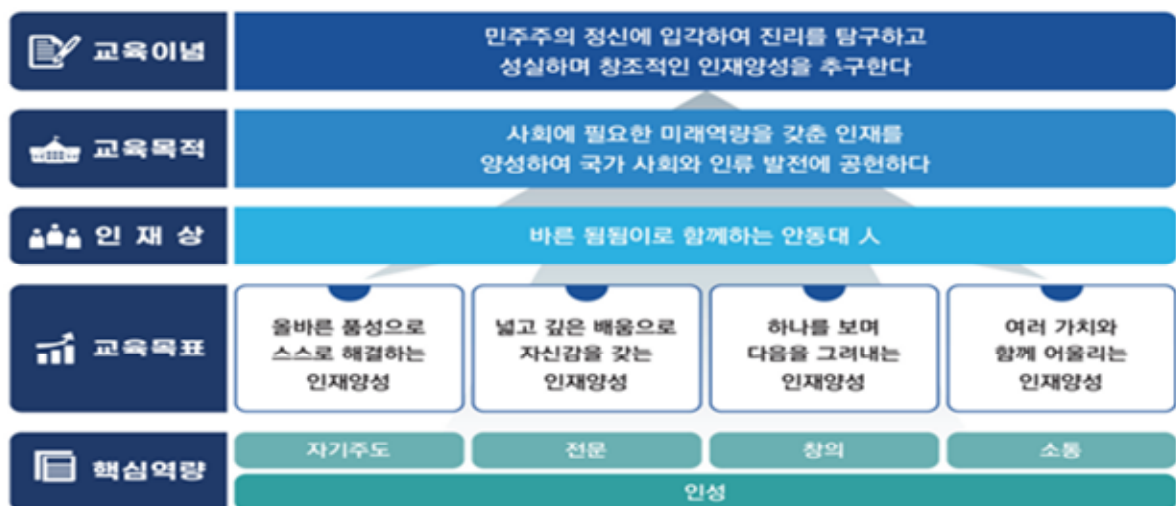 교육이념
민주주의 정신에 입각하여 진리를 탐구하고
성실하며 창조적인 인재양성을 추구한다
교육목적
사회에 필요한 미래역량을 갖춘 인재를
양성하여 국가 사회와 인류 발전에 공헌하다
인 재 상
바른 됨됨이로 함께하는 안동대 人
교육목표
올바른 품성으로
스스로 해결하는
인재양성
넓고 깊은 배움으로
자신감을 갖는
인재양성
하나를 보며
다음을 그려내는
인재양성
여러 가치와
함께 어울리는
인재양성
핵심역량
자기주도
전문
창의
소통
인성